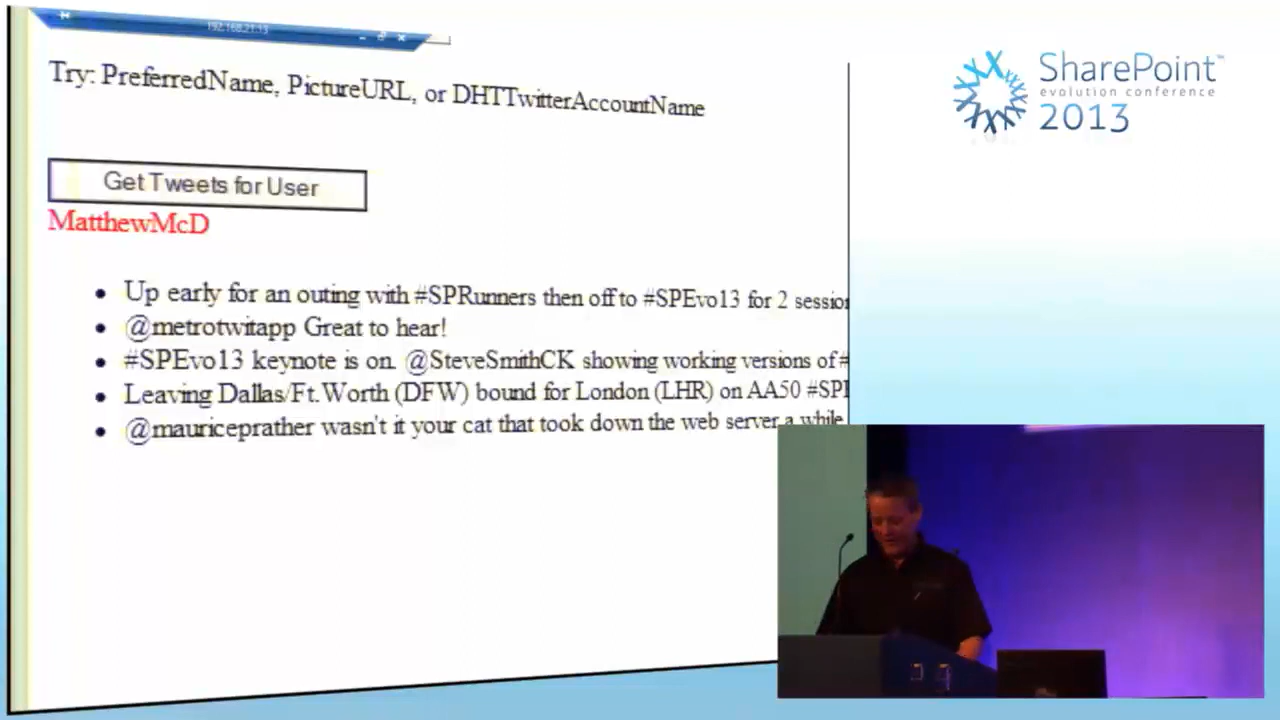 192.168.21.13
Try: PreferredName, PictureURL, or DHTTwitterAccountName
Get Tweets for User
MatthewMcD
Up early for an outing with #SPRunners then off to #SPEvo13 for 2 session
@metrotwitapp Great to hear!
#SPEvo13 keynote is on. @SteveSmithCK showing working versions of #
Leaving Dallas/Ft.Worth (DFW) bound for London (LHR) on AA50 #SPE
@mauriceprather wasn't it your cat that took down the web server a while
SharePoint™
evolution conference
2013